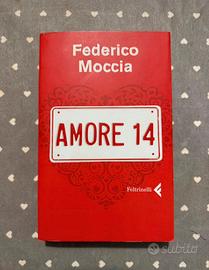 Federico
Moccia
AMORE 14
Feltrinelli
subito